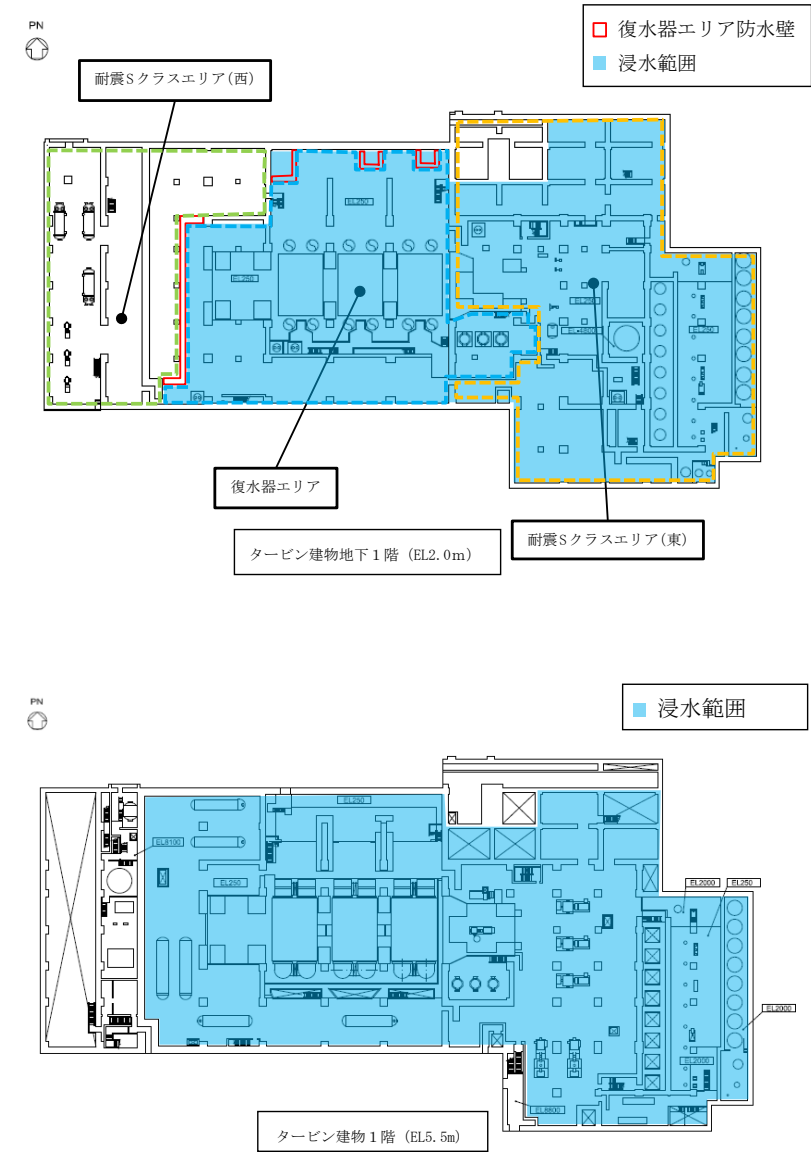 PN
復水器エリア防水壁
浸水範囲
耐震Sクラスエリア(西)
EL250
EL250
EL250
EL250
復水器エリア
耐震Sクラスエリア(東)
タービン建物地下１階（EL2.0m）
PN
浸水範囲
EL250
EL8100
EL250
EL2000
EL250
EL2000
EL2000
EL8800
タービン建物１階（EL5.5m）